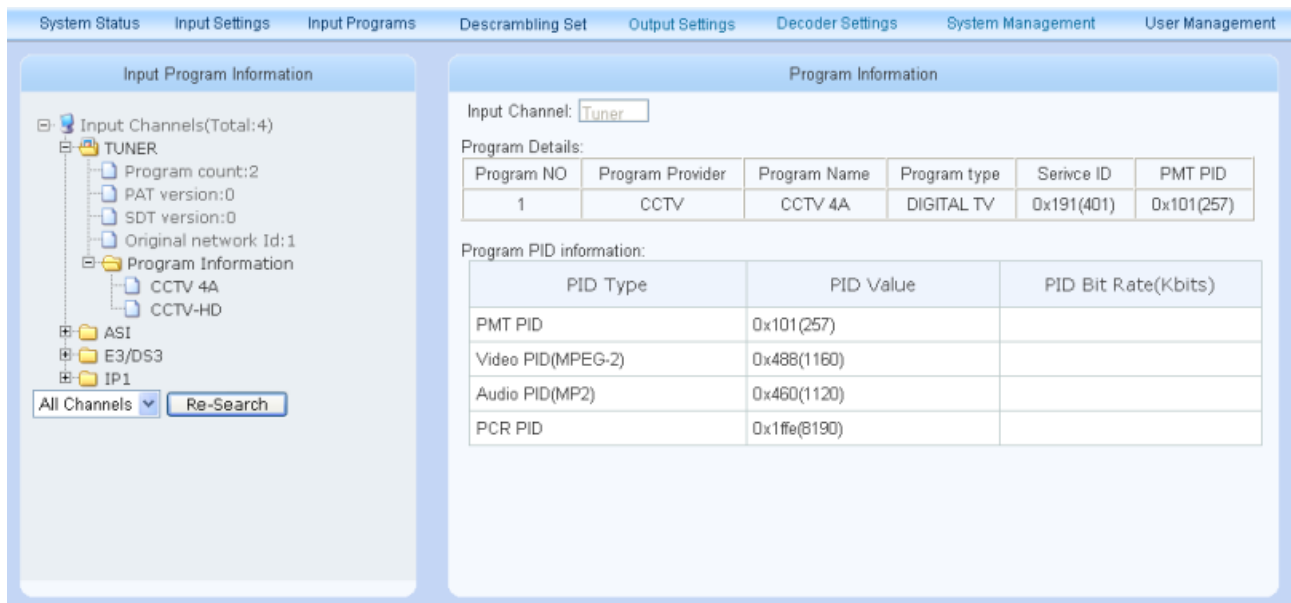 System Status Input Settings Input Programs Descrambling Set Output Settings Decoder Settings System Management User Management
Input Program Information
Input Channels(Total:4)
TUNER
Program count:2
PAT version:0
SDT version:0
Original network Id:1
Program Information
CCTV 4A
CCTV-HD
ASI
E3/DS3
IP1
All Channels Re-Search
Program Information
Input Channel: Tuner
Program Details:
Program NO Program Provider Program Name Program type Serivce ID PMT PID
1 CCTV CCTV 4A DIGITAL TV 0x191(401) 0x101(257)
Program PID information:
PID Type PID Value PID Bit Rate(Kbits)
PMT PID 0x101(257)
Video PID(MPEG-2) 0x488(1160)
Audio PID(MP2) 0x460(1120)
PCR PID 0x1ffe(8190)